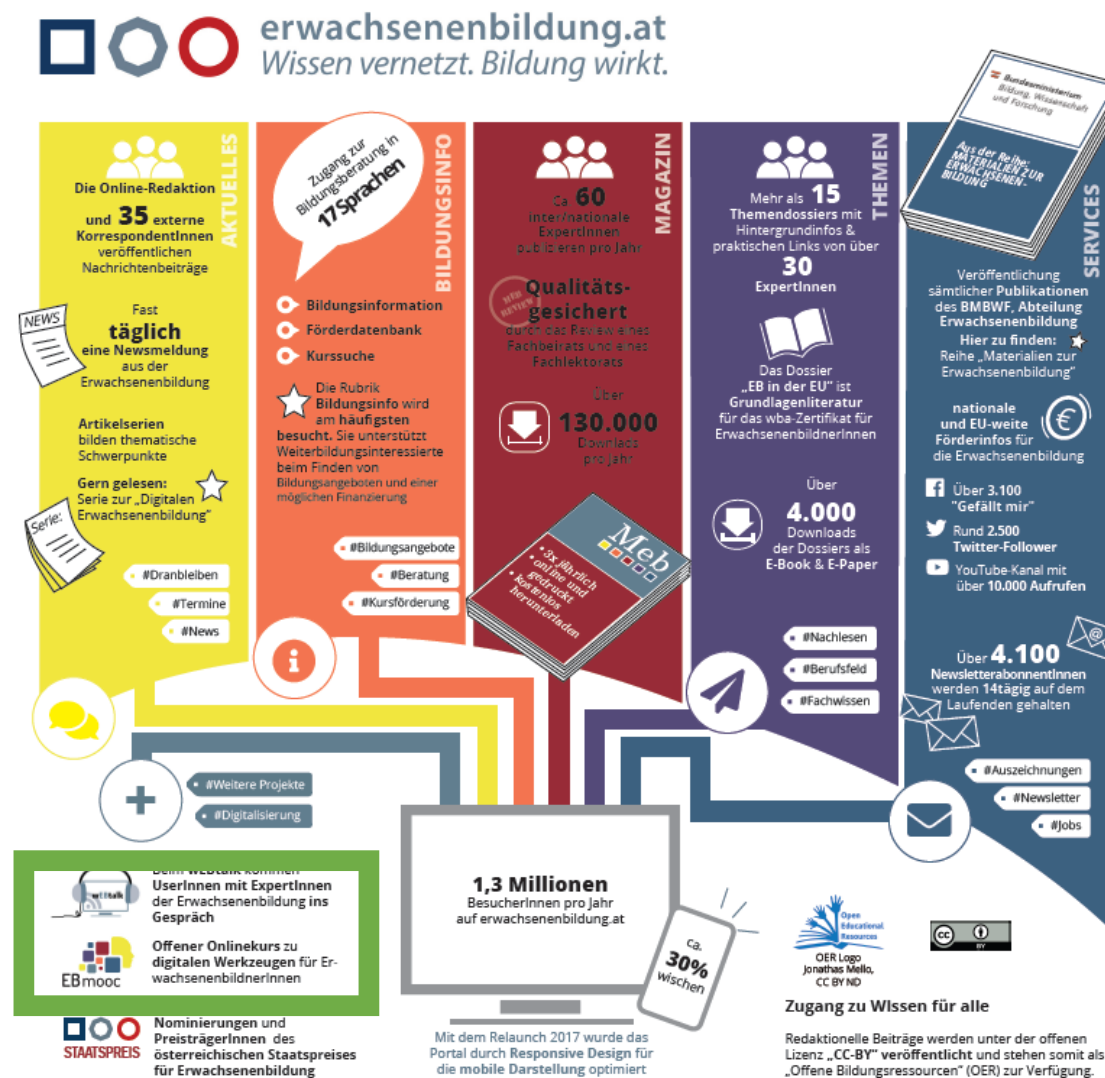 erwachsenenbildung.at
Wissen vernetzt. Bildung wirkt.
AKTUELLES
Die Online-Redaktion
und 35 externe
KorrespondentInnen
veröffentlichen
Nachrichtenbeiträge
NEWS
Fast
täglich
eine Newsmeldung
aus der
Erwachsenenbildung
Artikelserien
bilden thematische
Schwerpunkte
Gern gelesen:
Serie zur „Digitalen
Erwachsenenbildung"
Serie:
#Dranbleiben
#Termine
#News
BILDUNGSINFO
Zugang zur
Bildungsberatung in
17 Sprachen
Bildungsinformation
Förderdatenbank
Kurssuche
Die Rubrik
Bildungsinfo wird
am häufigsten
besucht. Sie unterstützt
Weiterbildungsinteressierte
beim Finden von
Bildungsangeboten und einer
möglichen Finanzierung
#Bildungsangebote
#Beratung
#Kursförderung
MAGAZIN
Ca. 60
inter/nationale
ExpertInnen
publizieren pro Jahr
MEB
REVIEW
Qualitäts-
gesichert
durch das Review eines
Fachbeirats und eines
Fachlektorats
Über
130.000
Downlaods
pro Jahr
Meb
• 3x jährlich
• online und
gedruckt
• kostenlos
herunterladen
THEMEN
Mehr als 15
Themendossiers mit
Hintergrundinfos &
praktischen Links von über
30
ExpertInnen
Das Dossier
„EB in der EU" ist
Grundlagenliteratur
für das wba-Zertifikat für
ErwachsenenbildnerInnen
Über
4.000
Downloads
der Dossiers als
E-Book & E-Paper
#Nachlesen
#Berufsfeld
#Fachwissen
SERVICES
Bundesministerium
Bildung, Wissenschaft
und Forschung
Aus der Reihe:
MATERIALIEN ZUR
ERWACHSENEN-
BILDUNG
Veröffentlichung
sämtlicher Publikationen
des BMBWF, Abteilung
Erwachsenenbildung
Hier zu finden:
Reihe „Materialien zur
Erwachsenenbildung"
nationale
und EU-weite
Förderinfos für
die Erwachsenenbildung
€
Über 3.100
"Gefällt mir"
Rund 2.500
Twitter-Follower
YouTube-Kanal mit
über 10.000 Aufrufen
@
Über 4.100
NewsletterabonnentInnen
werden 14tägig auf dem
Laufenden gehalten
#Auszeichnungen
#Newsletter
#Jobs
#Weitere Projekte
#Digitalisierung
wEBtalk
Beim wEBtalk kommen
UserInnen mit ExpertInnen
der Erwachsenenbildung ins
Gespräch
EBmooc
Offener Onlinekurs zu
digitalen Werkzeugen für Er-
wachsenenbildnerInnen
STAATSPREIS
Nominierungen und
PreisträgerInnen des
österreichischen Staatspreises
für Erwachsenenbildung
1,3 Millionen
BesucherInnen pro Jahr
auf erwachsenenbildung.at
ca.
30%
wischen
Mit dem Relaunch 2017 wurde das
Portal durch Responsive Design für
die mobile Darstellung optimiert
Open
Educational
Resources
OER Logo
Jonathas Mello,
CC BY ND
cc
BY
Zugang zu WIssen für alle
Redaktionelle Beiträge werden unter der offenen
Lizenz „CC-BY" veröffentlicht und stehen somit als
„Offene Bildungsressourcen" (OER) zur Verfügung.